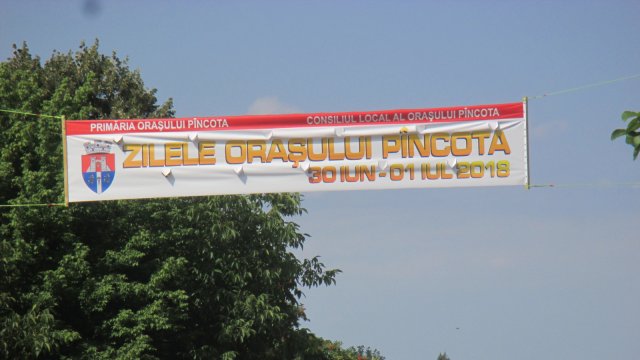 PRIMĂRIA ORAŞULUI PÎNCOTA CONSILIUL LOCAL AL ORAŞULUI PÎNCOTA
ZILELE ORAŞULUI PÎNCOTA
30 IUN - 01 IUL 2018